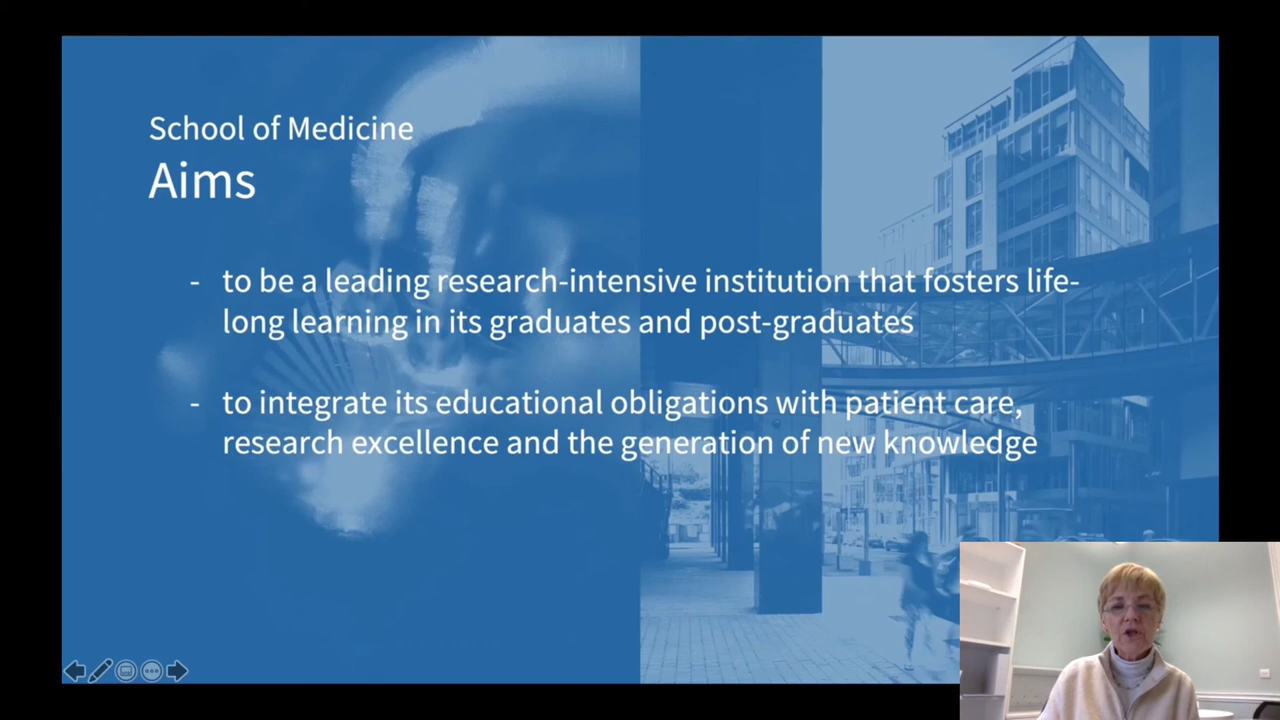 School of Medicine
Aims
- to be a leading research-intensive institution that fosters life-
long learning in its graduates and post-graduates
- to integrate its educational obligations with patient care,
research excellence and the generation of new knowledge